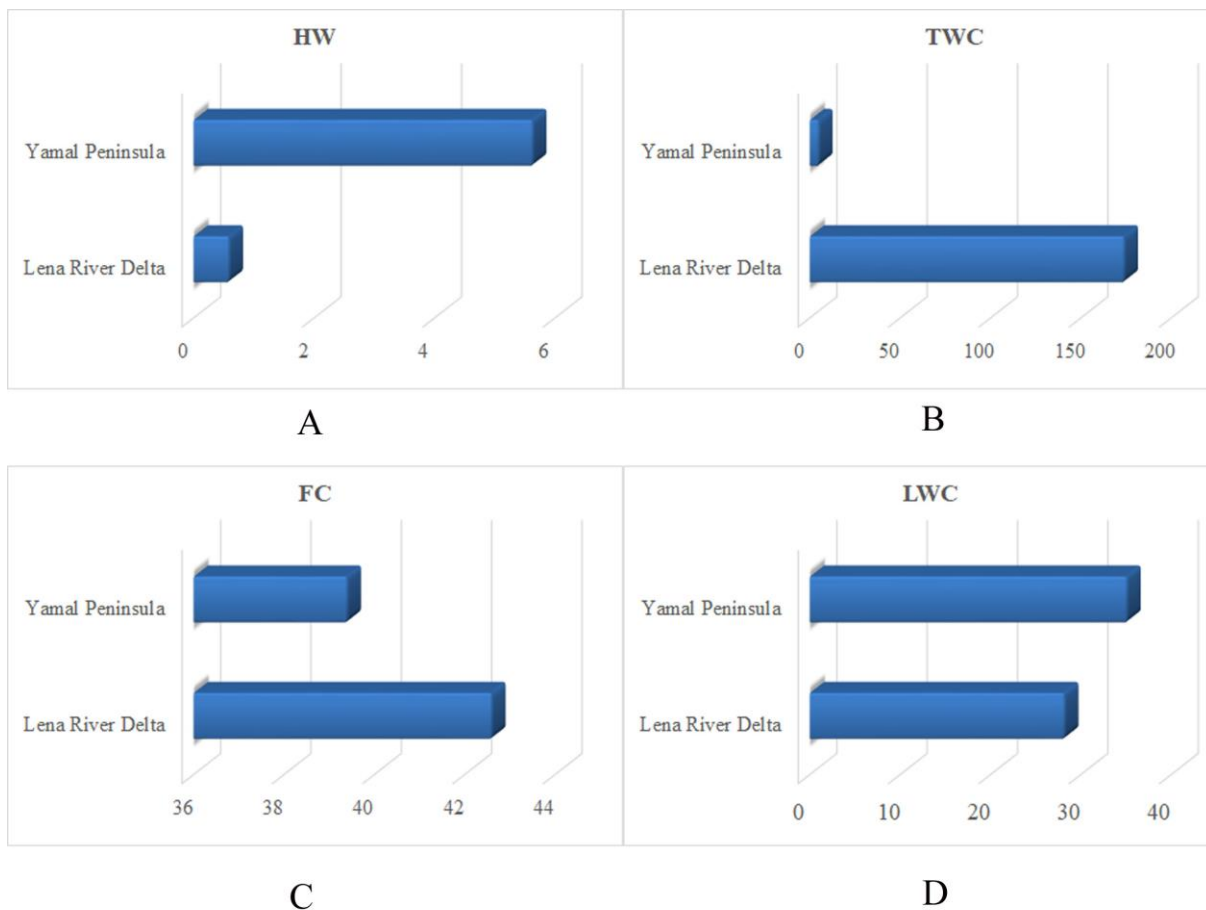 HW
Yamal Peninsula
Lena River Delta
0 2 4 6
A
TWC
Yamal Peninsula
Lena River Delta
0 50 100 150 200
B
FC
Yamal Peninsula
Lena River Delta
36 38 40 42 44
C
LWC
Yamal Peninsula
Lena River Delta
0 10 20 30 40
D